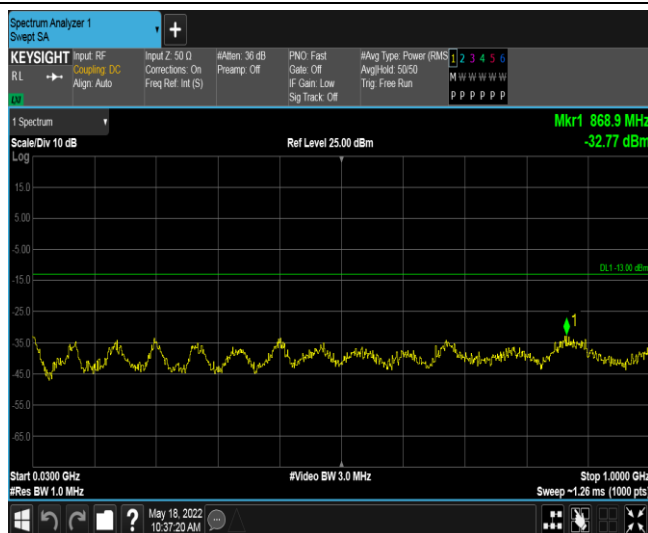 Spectrum Analyzer 1
Swept SA
+
KEYSIGHT
RL
Input: RF
Coupling: DC
Align: Auto
Input Z: 50 Ω
Corrections: On
Freq Ref: Int (S)
#Atten: 36 dB
Preamp: Off
PNO: Fast
Gate: Off
IF Gain: Low
Sig Track: Off
#Avg Type: Power (RMS
Avg|Hold: 50/50
Trig: Free Run
1 2 3 4 5 6
M W W W W W
P P P P P P
1 Spectrum
Scale/Div 10 dB
Ref Level 25.00 dBm
Mkr1 868.9 MHz
-32.77 dBm
Log
15.0
5.00
-5.00
DL1 -13.00 dBm
-15.0
-25.0
1
-35.0
-45.0
-55.0
-65.0
Start 0.0300 GHz
#Video BW 3.0 MHz
Stop 1.0000 GHz
#Res BW 1.0 MHz
Sweep ~1.26 ms (1000 pts)
?
May 18, 2022
10:37:20 AM